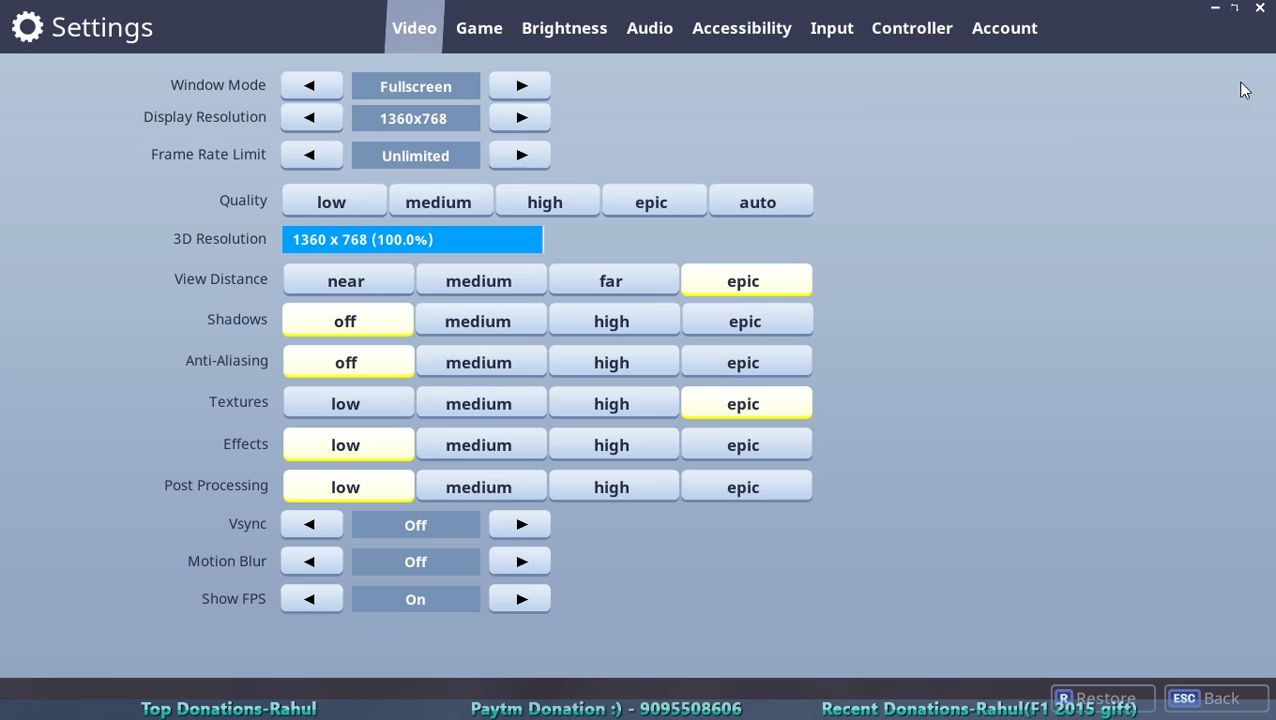 Settings
Video Game Brightness Audio Accessibility Input Controller Account
Window Mode Fullscreen
Display Resolution 1360x768
Frame Rate Limit Unlimited
Quality low medium high epic auto
3D Resolution 1360 x 768 (100.0%)
View Distance near medium far epic
Shadows off medium high epic
Anti-Aliasing off medium high epic
Textures low medium high epic
Effects low medium high epic
Post Processing low medium high epic
Vsync Off
Motion Blur Off
Show FPS On
R Restore ESC Back
Top Donations-Rahul Paytm Donation :) - 9095508606 Recent Donations-Rahul(F1 2015 gift)